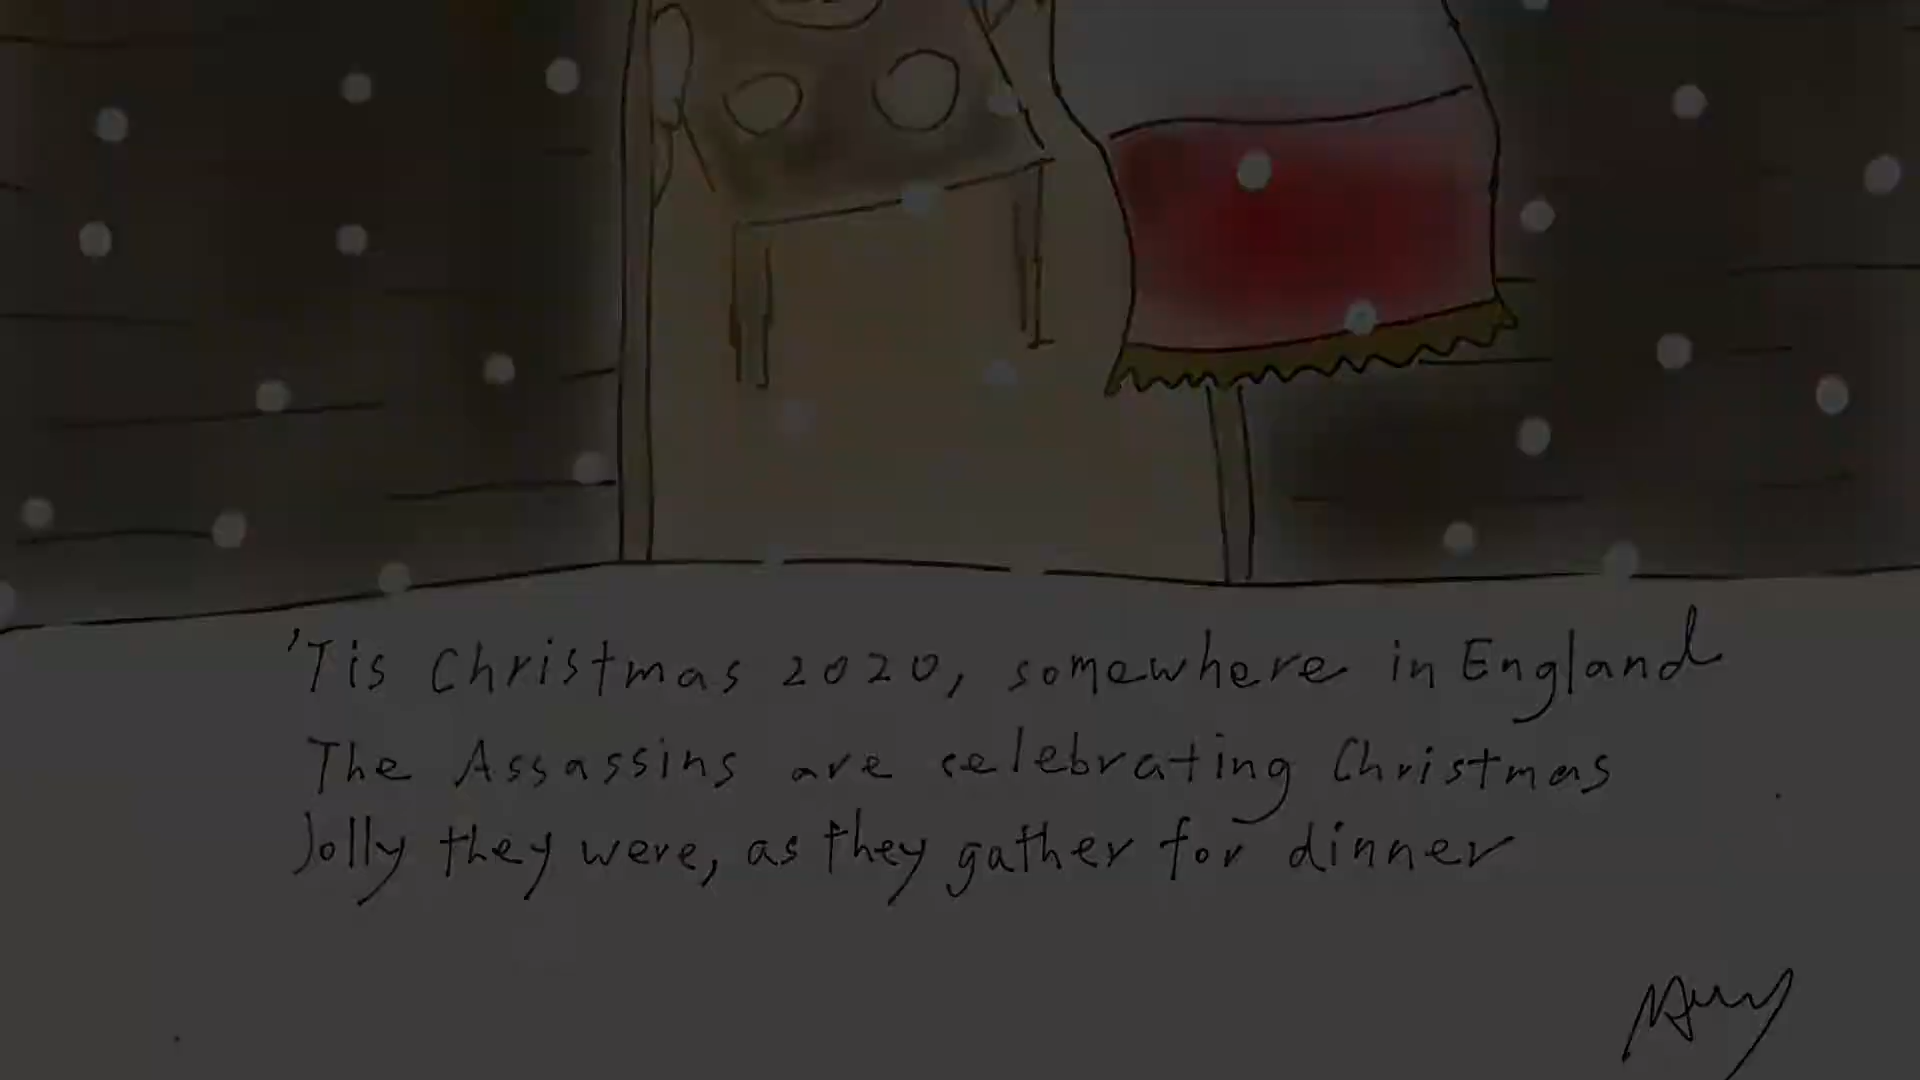 'Tis Christmas 2020, somewhere in England
The Assassins are celebrating Christmas
Jolly they were, as they gather for dinner